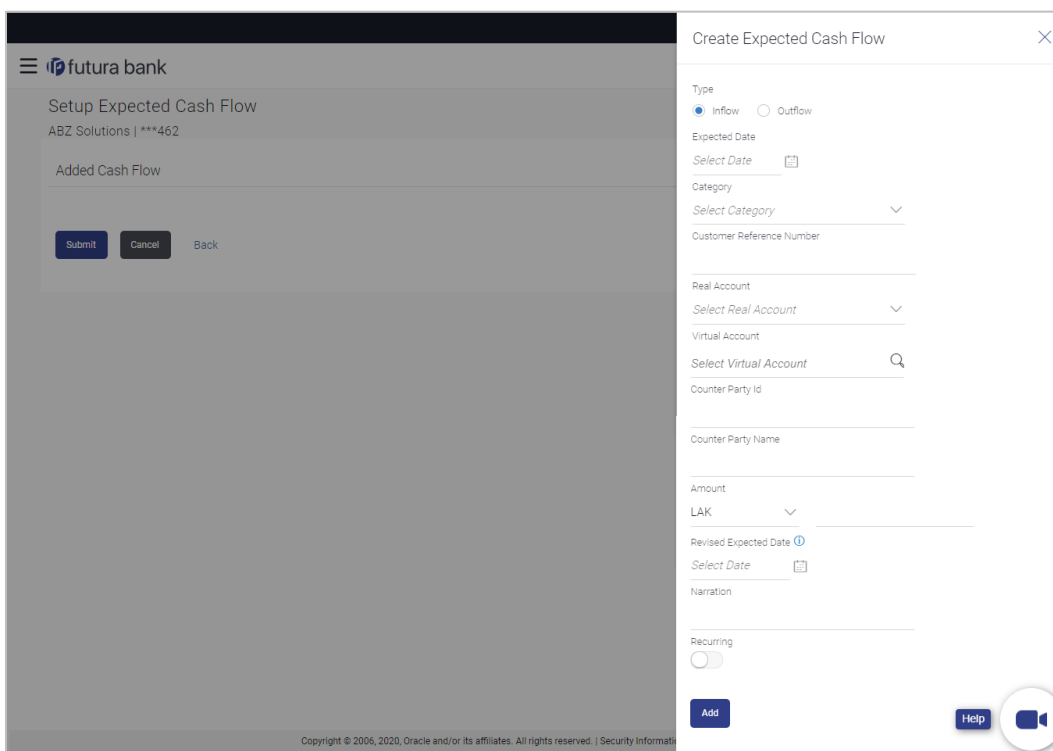 futura bank
Setup Expected Cash Flow
ABZ Solutions | ***462
Added Cash Flow
Submit Cancel Back
Copyright © 2006, 2020, Oracle and/or its affiliates. All rights reserved. | Security
Create Expected Cash Flow
Type
Inflow Outflow
Expected Date
Select Date
Category
Select Category
Customer Reference Number
Real Account
Select Real Account
Virtual Account
Select Virtual Account
Counter Party Id
Counter Party Name
Amount
LAK
Revised Expected Date
Select Date
Narration
Recurring
Add
Help